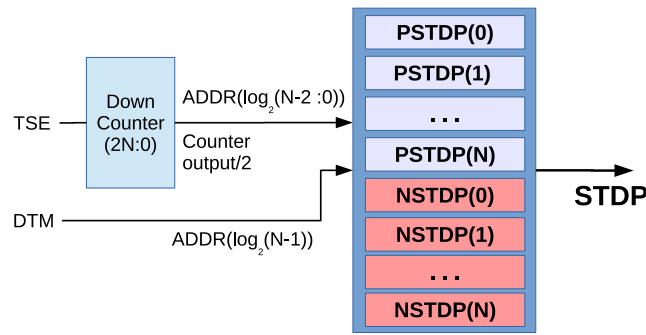 TSE
Down
Counter
(2N:0)
ADDR(log₂(N-2 :0))
Counter
output/2
DTM
ADDR(log₂(N-1))
PSTDP(0)
PSTDP(1)
...
PSTDP(N)
NSTDP(0)
NSTDP(1)
...
NSTDP(N)
STDP